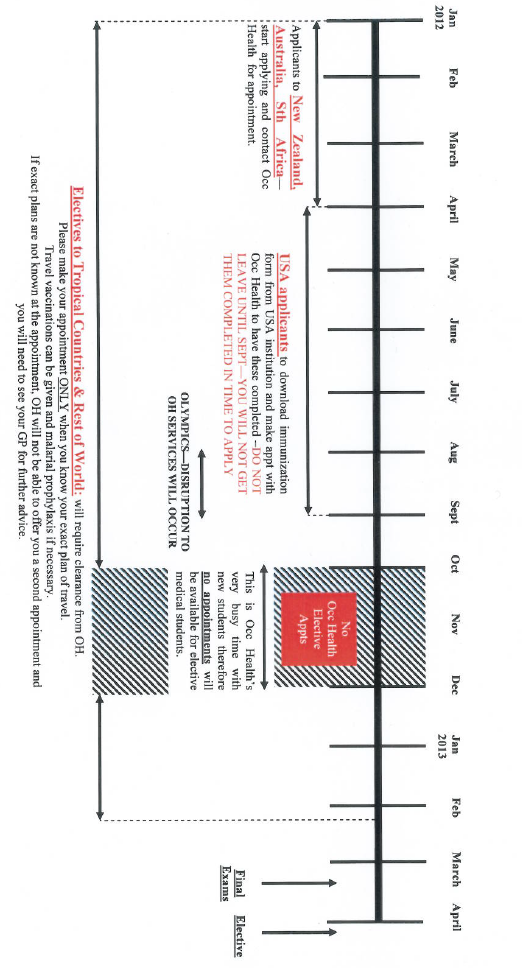 Jan
2012
Feb
March
April
May
June
July
Aug
Sept
Oct
Nov
Dec
Jan
2013
Feb
March
April
Applicants to New Zealand,
Australia, Sth Africa—
start applying and contact Occ
Health for appointment.
USA applicants to download immunization
form from USA institution and make appt with
Occ Health to have these completed –DO NOT
LEAVE UNTIL SEPT—YOU WILL NOT GET
THEM COMPLETED IN TIME TO APPLY
OLYMPICS—DISRUPTION TO
OH SERVICES WILL OCCUR
No
Occ Health
Elective
Appts
This is Occ Health's
very busy time with
new students therefore
no appointments will
be available for elective
medical students.
Final
Exams
Elective
Electives to Tropical Countries & Rest of World: will require clearance from OH.
Please make your appointment ONLY when you know your exact plan of travel.
Travel vaccinations can be given and malarial prophylaxis if necessary.
If exact plans are not known at the appointment, OH will not be able to offer you a second appointment and
you will need to see your GP for further advice.